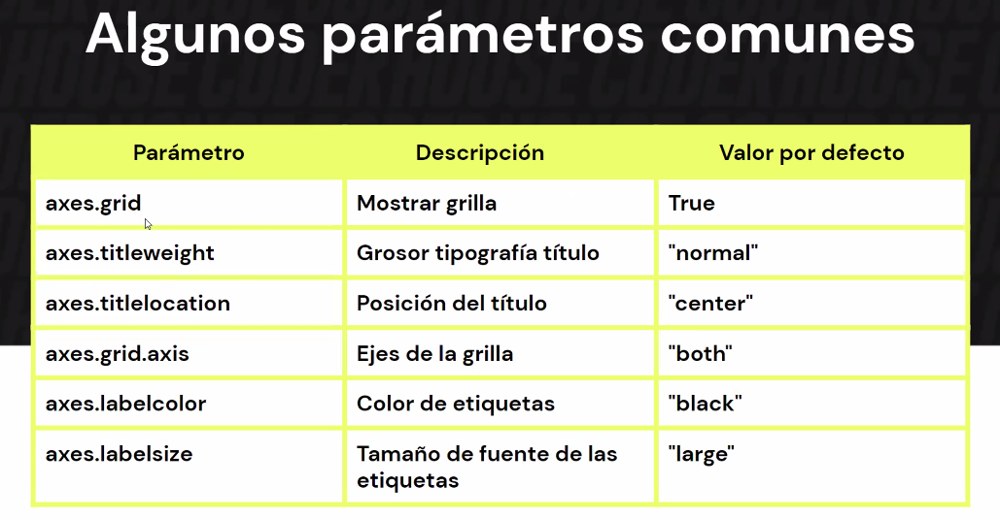 Algunos parámetros comunes
CODERHOUSE
Parámetro Descripción Valor por defecto
axes.grid Mostrar grilla True
axes.titleweight Grosor tipografía título "normal"
axes.titlelocation Posición del título "center"
axes.grid.axis Ejes de la grilla "both"
axes.labelcolor Color de etiquetas "black"
axes.labelsize Tamaño de fuente de las "large"
etiquetas